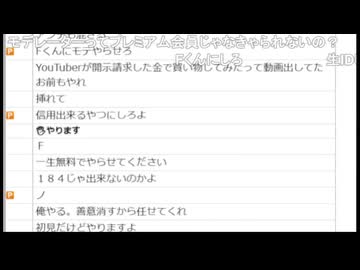 モデレーターってプレミアム会員じゃなきゃられないの？
Fくんにしろ
生ID
Fくんにモデやらせろ
YouTuberが開示請求した金で買い物してみたって動画出してた
お前もやれ
挿れて
信用出来るやつにしろよ
やります
F
一生無料でやらせてください
１８４じゃ出来ないのかよ
ノ
俺やる。善意消すから任せてくれ
初見だけどやりますよ